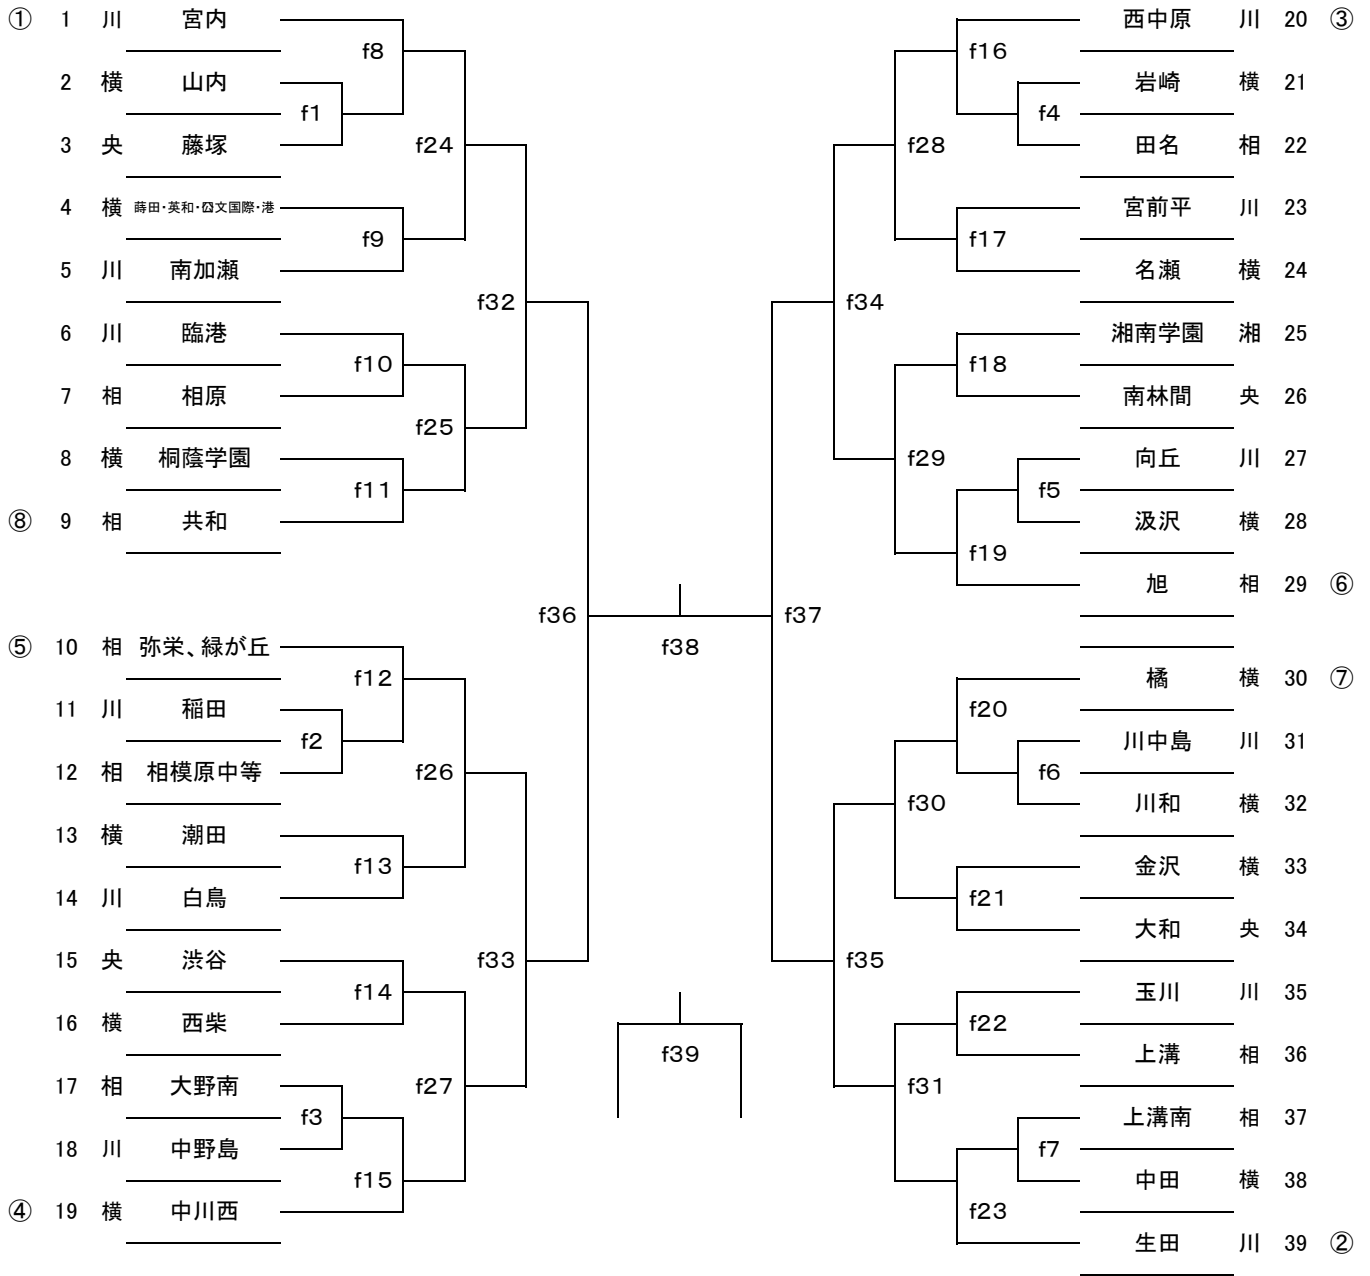 ① 1 川 宮内
f8
2 横 山内
f1
3 央 藤塚
f24
4 横 蒔田・英和・公文国際・港
f9
5 川 南加瀬
f32
6 川 臨港
f10
7 相 相原
f25
8 横 桐蔭学園
f11
⑧ 9 相 共和
f36
⑤ 10 相 弥栄、緑が丘
f12
11 川 稲田
f2
12 相 相模原中等
f26
13 横 潮田
f13
14 川 白鳥
f33
15 央 渋谷
f14
16 横 西柴
17 相 大野南
f27
f3
18 川 中野島
f15
④ 19 横 中川西
f38
f39
西中原 川 20 ③
f16
岩崎 横 21
f4
田名 相 22
f28
宮前平 川 23
f17
名瀬 横 24
f34
湘南学園 湘 25
f18
南林間 央 26
向丘 川 27
f29
f5
汲沢 横 28
f19
旭 相 29 ⑥
f37
橘 横 30 ⑦
f20
川中島 川 31
f6
川和 横 32
f30
金沢 横 33
f21
大和 央 34
f35
玉川 川 35
f22
上溝 相 36
f31
上溝南 相 37
f7
中田 横 38
f23
生田 川 39 ②